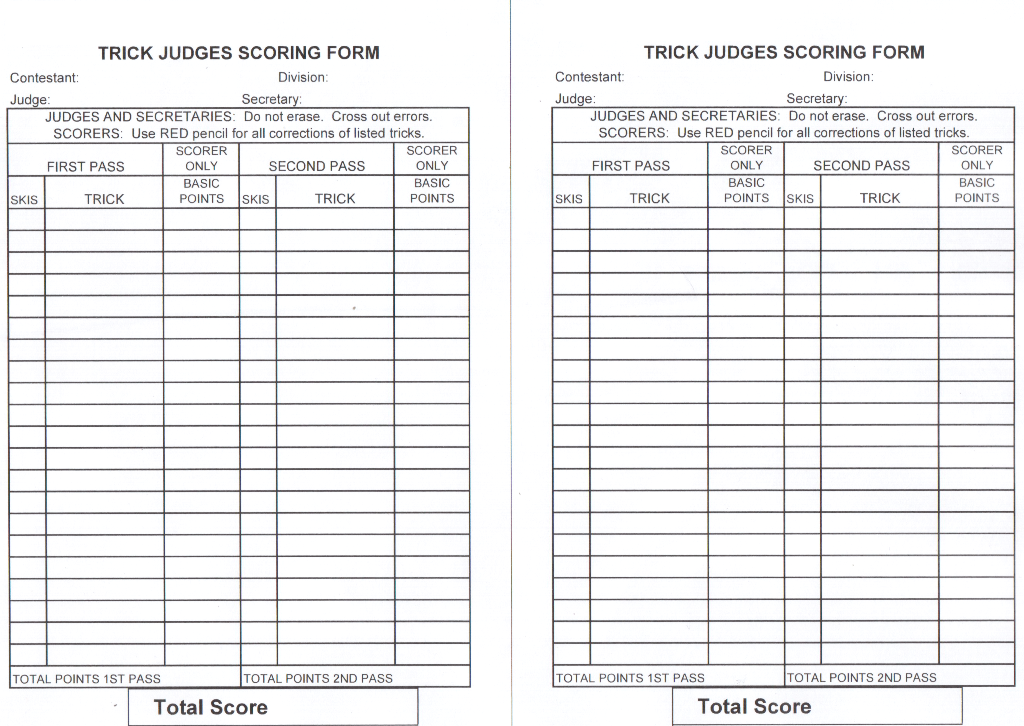 TRICK JUDGES SCORING FORM
Contestant: Division:
Judge: Secretary:
JUDGES AND SECRETARIES: Do not erase. Cross out errors.
SCORERS: Use RED pencil for all corrections of listed tricks.
FIRST PASS SCORER ONLY SECOND PASS SCORER ONLY
SKIS TRICK BASIC POINTS SKIS TRICK BASIC POINTS
TOTAL POINTS 1ST PASS TOTAL POINTS 2ND PASS
Total Score
TRICK JUDGES SCORING FORM
Contestant: Division:
Judge: Secretary:
JUDGES AND SECRETARIES: Do not erase. Cross out errors.
SCORERS: Use RED pencil for all corrections of listed tricks.
FIRST PASS SCORER ONLY SECOND PASS SCORER ONLY
SKIS TRICK BASIC POINTS SKIS TRICK BASIC POINTS
TOTAL POINTS 1ST PASS TOTAL POINTS 2ND PASS
Total Score